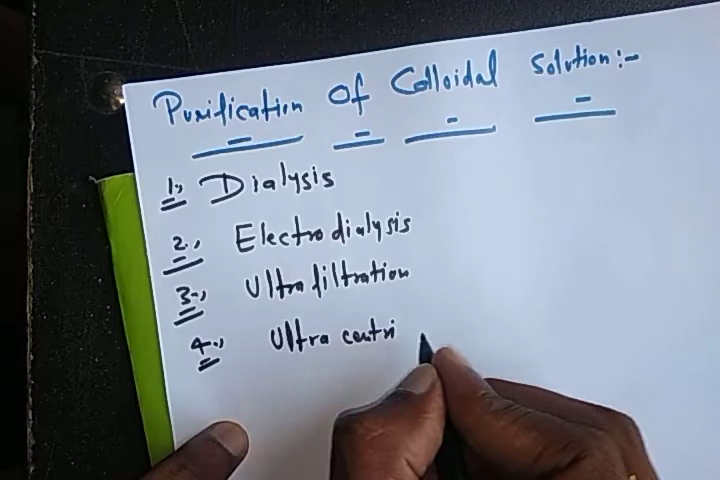 Purification Of Colloidal Solution:-
1., Dialysis
2., Electrodialysis
3., Ultrafiltration
4., Ultra centri